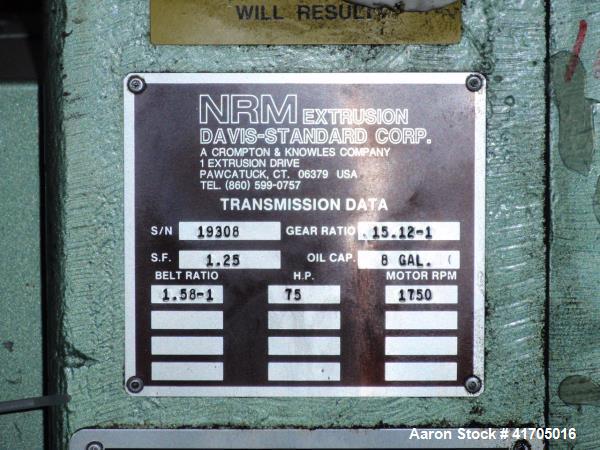 WILL RESULT
NRM EXTRUSION
DAVIS-STANDARD CORP.
A CROMPTON & KNOWLES COMPANY
1 EXTRUSION DRIVE
PAWCATUCK, CT. 06379 USA
TEL. (860) 599-0757
TRANSMISSION DATA
S/N 19308 GEAR RATIO 15.12-1
S.F. 1.25 OIL CAP. 8 GAL.
BELT RATIO H.P. MOTOR RPM
1.58-1 75 1750
Aaron Stock # 41705016